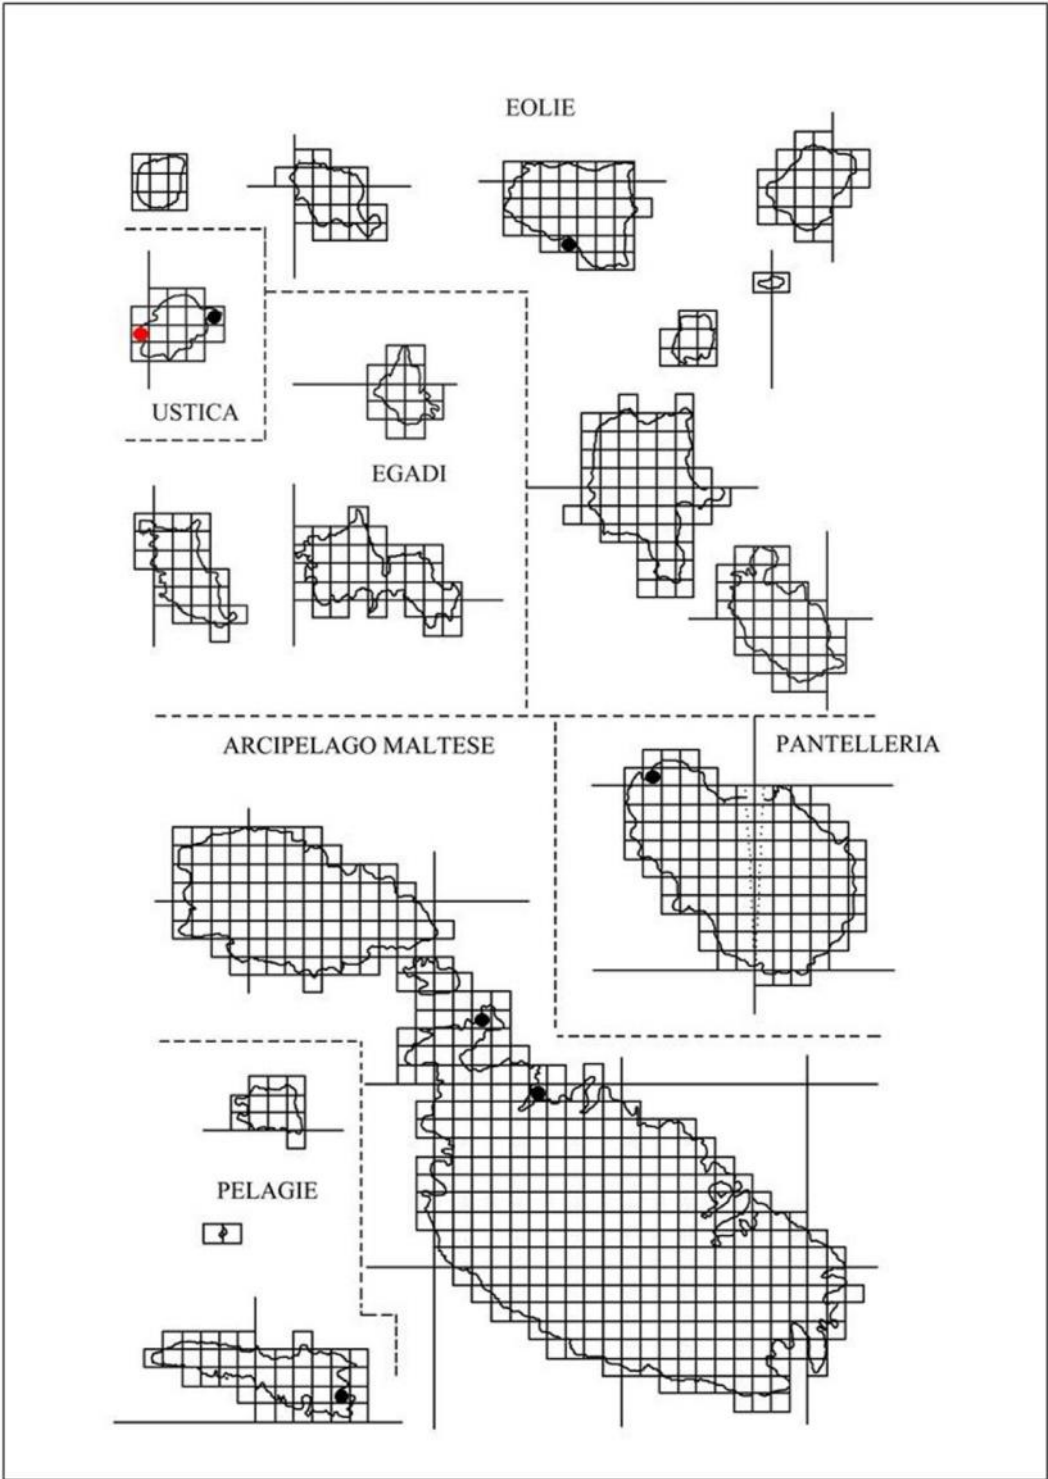 EOLIE
USTICA
EGADI
ARCIPELAGO MALTESE
PANTELLERIA
PELAGIE